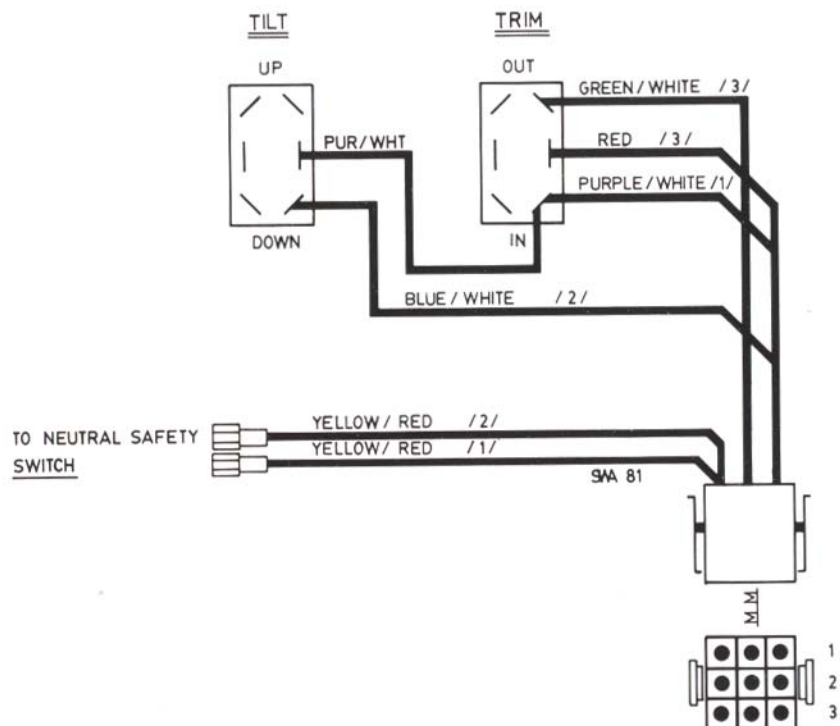 TILT
TRIM
UP
OUT
GREEN/WHITE /3/
PUR/WHT
RED /3/
PURPLE/WHITE/1/
DOWN
IN
BLUE/WHITE /2/
TO NEUTRAL SAFETY
SWITCH
YELLOW/ RED /2/
YELLOW/ RED /1/
SWA 81
MM
1
2
3